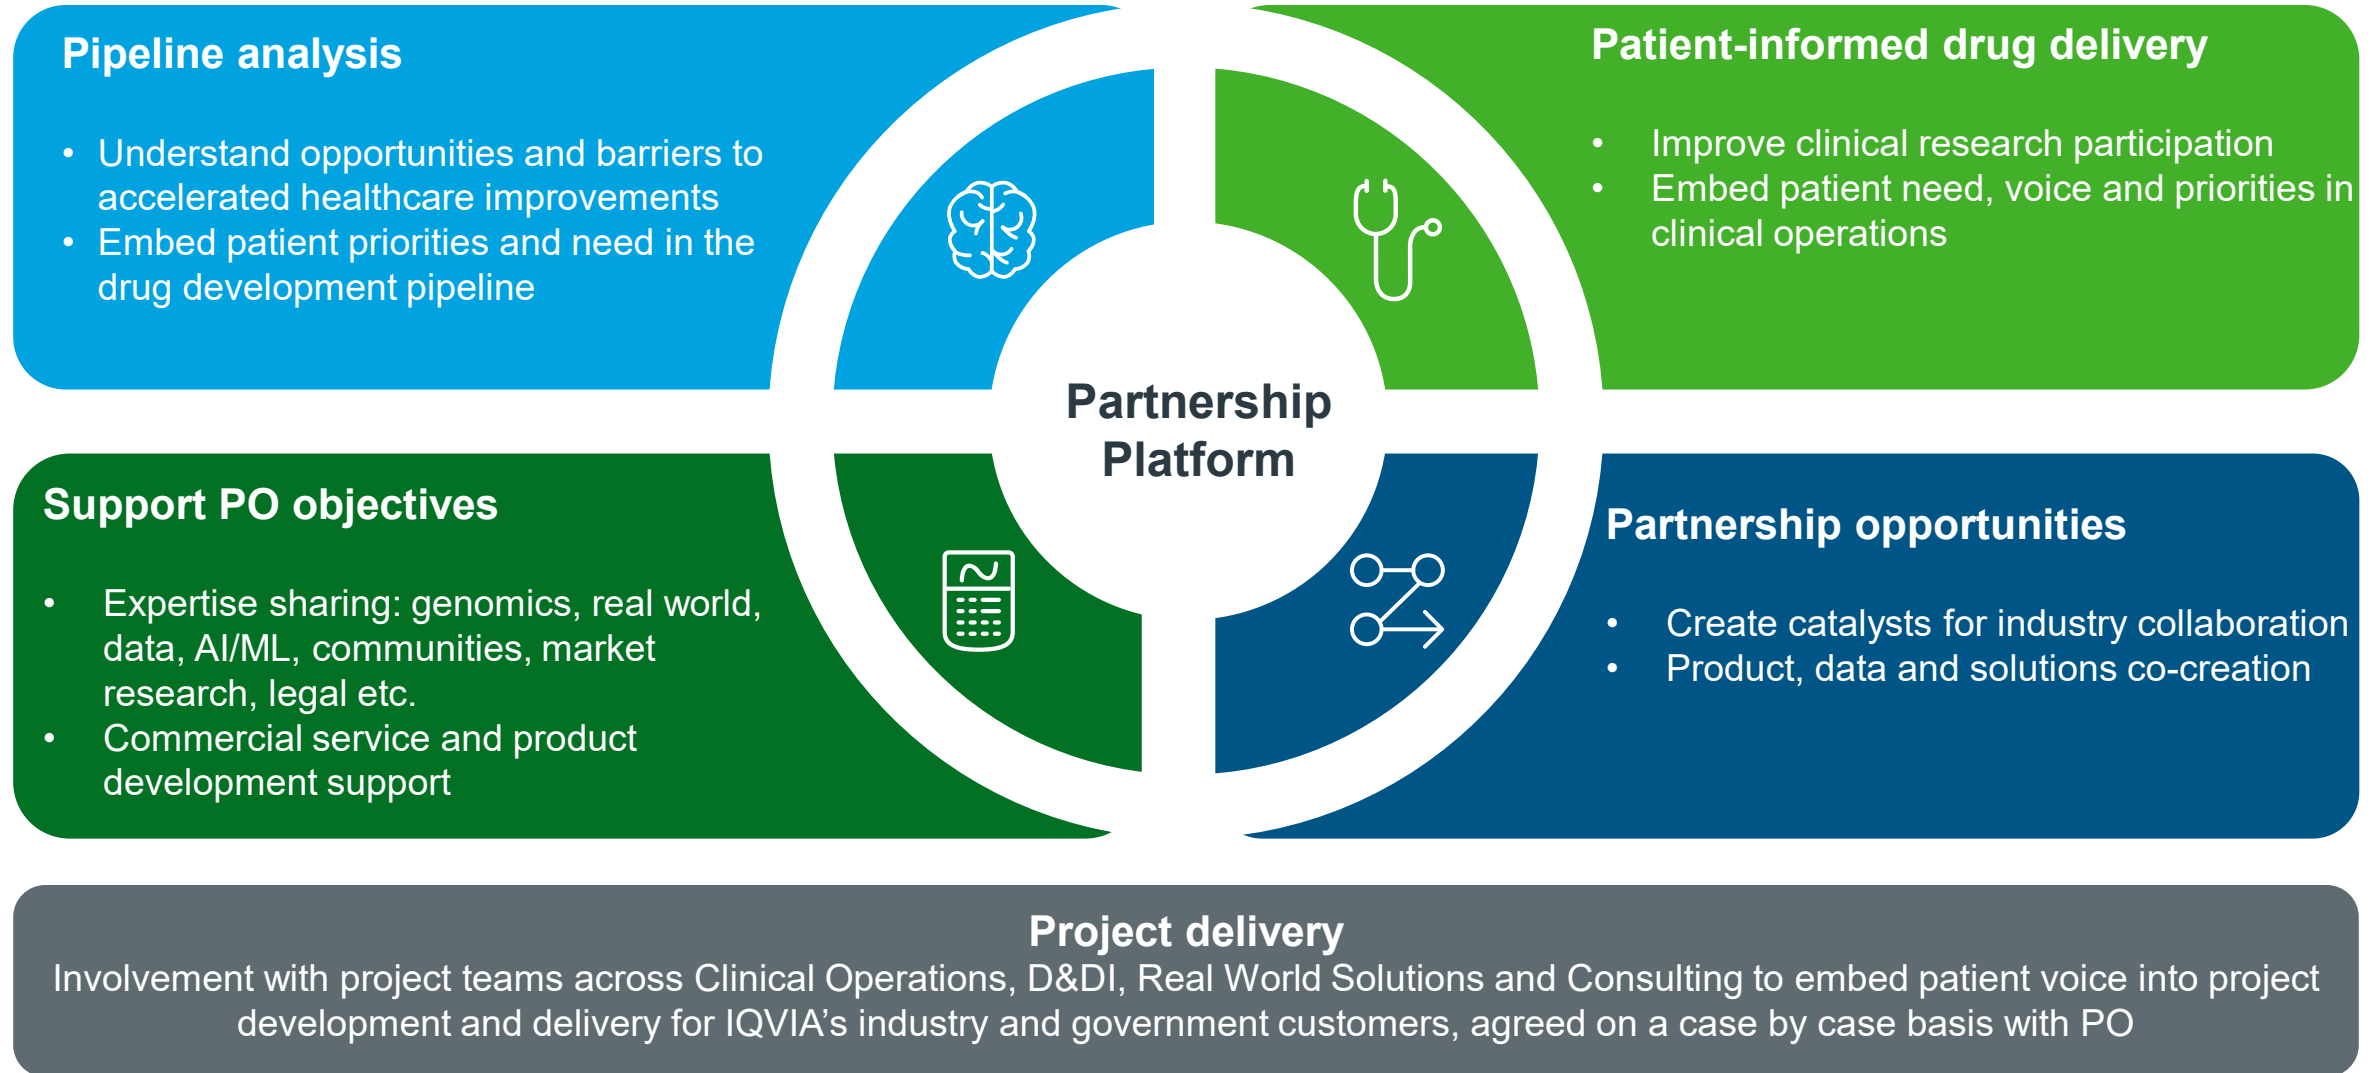 Pipeline analysis
• Understand opportunities and barriers to
accelerated healthcare improvements
• Embed patient priorities and need in the
drug development pipeline
Patient-informed drug delivery
• Improve clinical research participation
• Embed patient need, voice and priorities in
clinical operations
Partnership
Platform
Support PO objectives
• Expertise sharing: genomics, real world,
data, AI/ML, communities, market
research, legal etc.
• Commercial service and product
development support
Partnership opportunities
• Create catalysts for industry collaboration
• Product, data and solutions co-creation
Project delivery
Involvement with project teams across Clinical Operations, D&DI, Real World Solutions and Consulting to embed patient voice into project
development and delivery for IQVIA’s industry and government customers, agreed on a case by case basis with PO